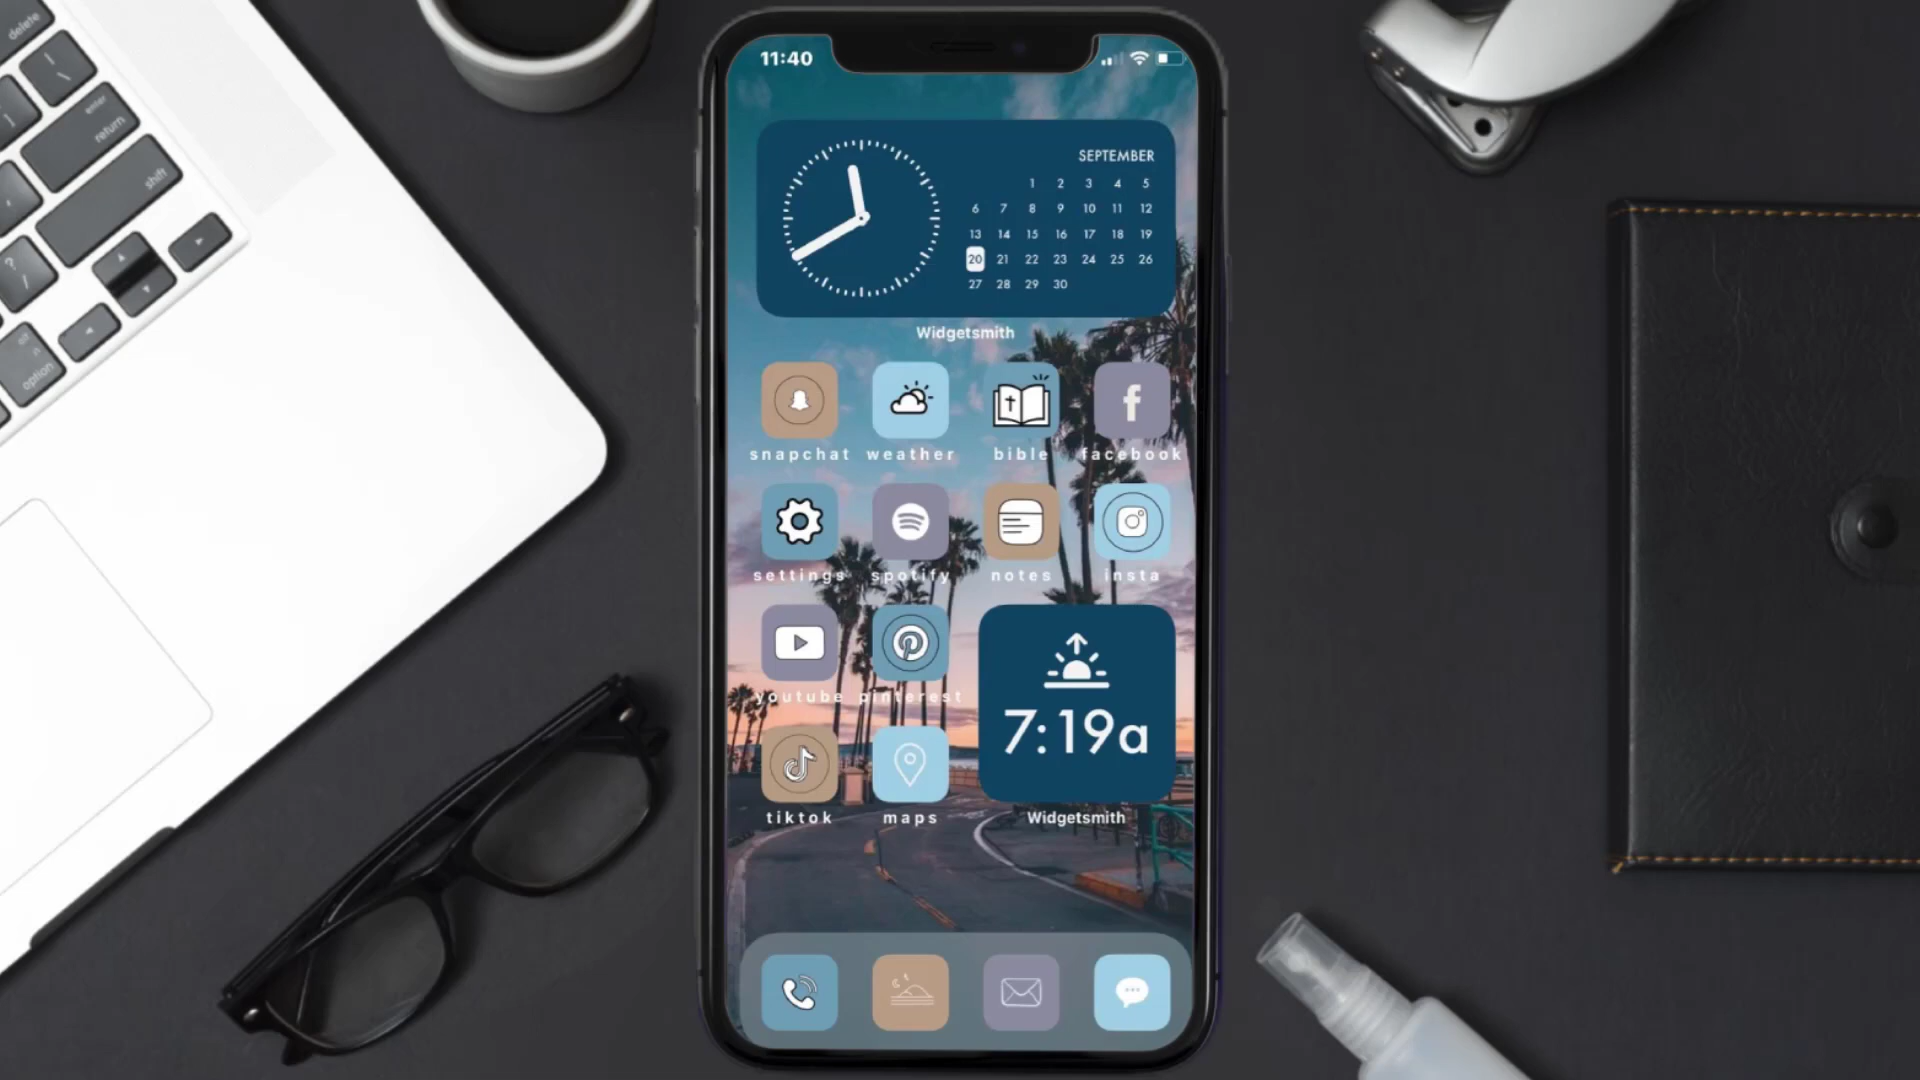 delete
enter
return
shift
option
11:40
SEPTEMBER
1 2 3 4 5
6 7 8 9 10 11 12
13 14 15 16 17 18 19
20 21 22 23 24 25 26
27 28 29 30
Widgetsmith
snapchat weather bible facebook
settings spotify notes insta
youtube pinterest
7:19a
tiktok maps Widgetsmith